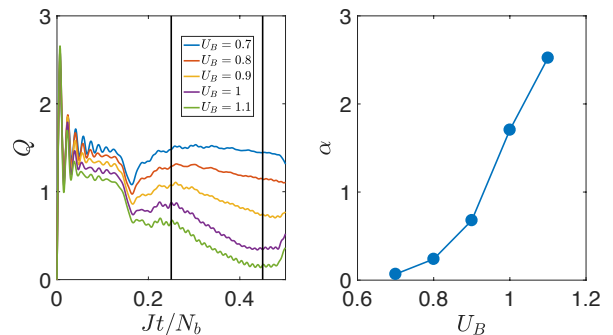 3
2
1
0
Q
0
0.2
0.4
Jt/N_b
U_B = 0.7
U_B = 0.8
U_B = 0.9
U_B = 1
U_B = 1.1
3
2
1
0
α
0.6
0.8
1
1.2
U_B